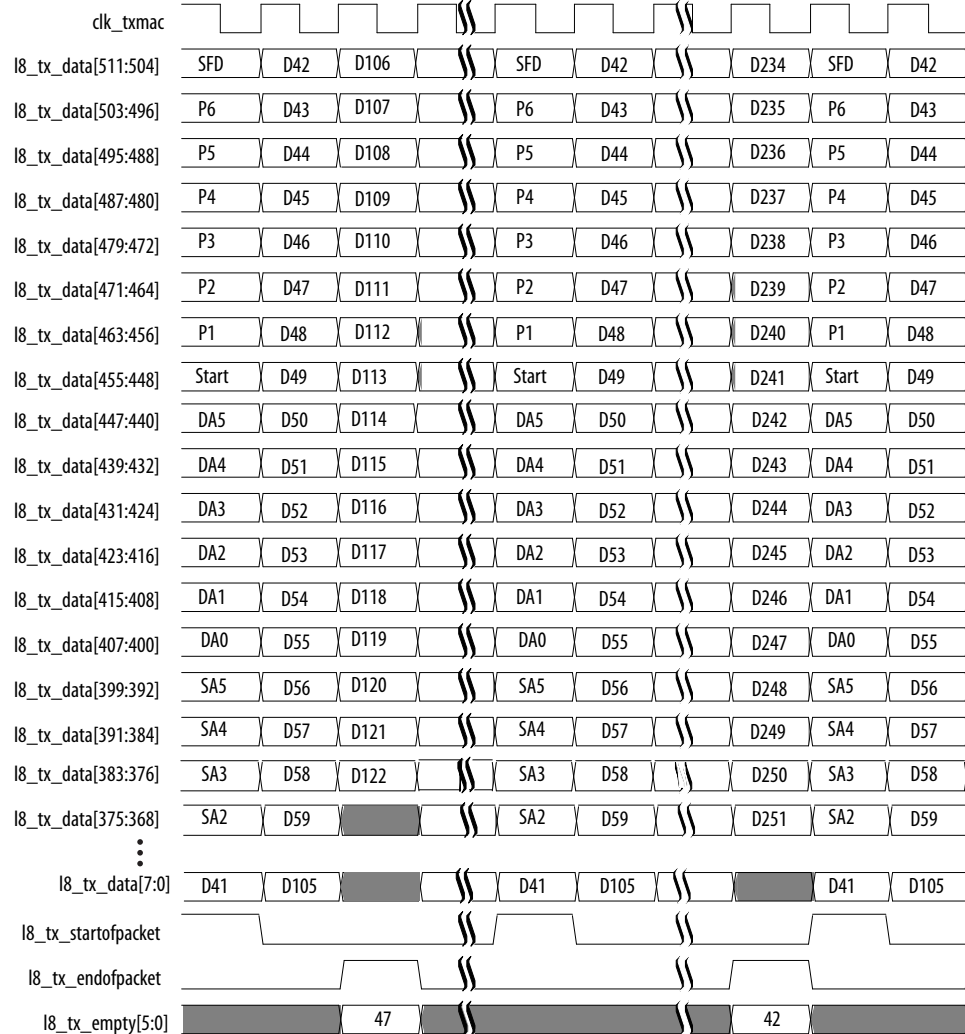 clk_txmac
l8_tx_data[511:504] SFD D42 D106 SFD D42 D234 SFD D42
l8_tx_data[503:496] P6 D43 D107 P6 D43 D235 P6 D43
l8_tx_data[495:488] P5 D44 D108 P5 D44 D236 P5 D44
l8_tx_data[487:480] P4 D45 D109 P4 D45 D237 P4 D45
l8_tx_data[479:472] P3 D46 D110 P3 D46 D238 P3 D46
l8_tx_data[471:464] P2 D47 D111 P2 D47 D239 P2 D47
l8_tx_data[463:456] P1 D48 D112 P1 D48 D240 P1 D48
l8_tx_data[455:448] Start D49 D113 Start D49 D241 Start D49
l8_tx_data[447:440] DA5 D50 D114 DA5 D50 D242 DA5 D50
l8_tx_data[439:432] DA4 D51 D115 DA4 D51 D243 DA4 D51
l8_tx_data[431:424] DA3 D52 D116 DA3 D52 D244 DA3 D52
l8_tx_data[423:416] DA2 D53 D117 DA2 D53 D245 DA2 D53
l8_tx_data[415:408] DA1 D54 D118 DA1 D54 D246 DA1 D54
l8_tx_data[407:400] DA0 D55 D119 DA0 D55 D247 DA0 D55
l8_tx_data[399:392] SA5 D56 D120 SA5 D56 D248 SA5 D56
l8_tx_data[391:384] SA4 D57 D121 SA4 D57 D249 SA4 D57
l8_tx_data[383:376] SA3 D58 D122 SA3 D58 D250 SA3 D58
l8_tx_data[375:368] SA2 D59 SA2 D59 D251 SA2 D59
l8_tx_data[7:0] D41 D105 D41 D105 D41 D105
l8_tx_startofpacket
l8_tx_endofpacket
l8_tx_empty[5:0] 47 42